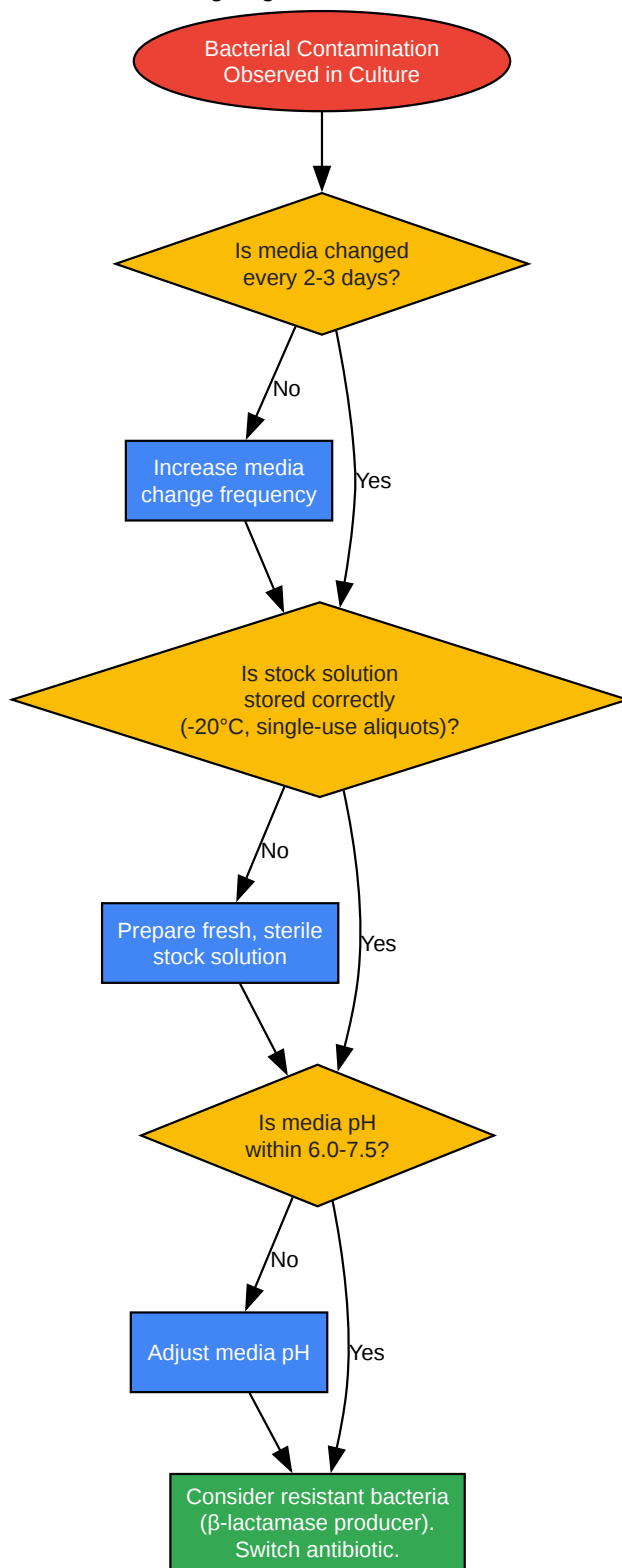 Bacterial Contamination
Observed in Culture
Is media changed
every 2-3 days?
No
Increase media
change frequency
Yes
Is stock solution
stored correctly
(-20°C, single-use aliquots)?
No
Prepare fresh, sterile
stock solution
Yes
Is media pH
within 6.0-7.5?
No
Adjust media pH
Yes
Consider resistant bacteria
(β-lactamase producer).
Switch antibiotic.